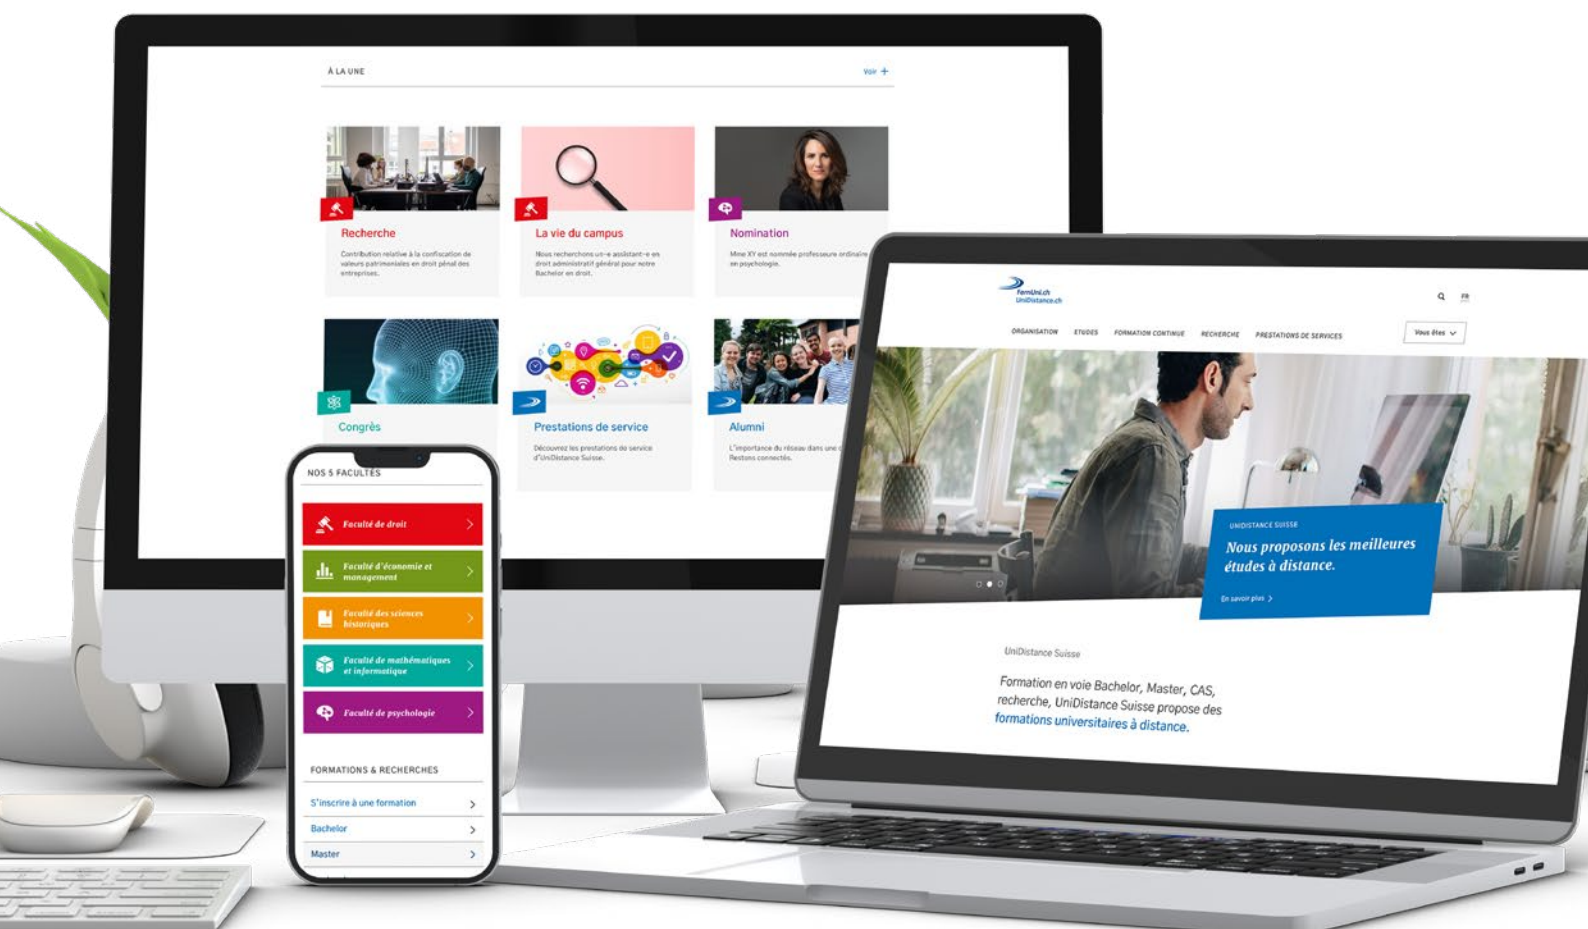 À LA UNE
Voir +
Recherche
Contribution relative à la confiscation de
valeurs patrimoniales en droit pénal des
entreprises.
La vie du campus
Nous recherchons un-e assistant-e en
droit administratif général pour notre
Bachelor en droit.
Nomination
Mme XY est nommée professeure ordinaire
en psychologie.
Congrès
Prestations de service
Découvrez les prestations de service
d'UniDistance Suisse.
Alumni
L'importance du réseau dans une
Restons connectés.
NOS 5 FACULTÉS
Faculté de droit
Faculté d'économie et
management
Faculté des sciences
historiques
Faculté de mathématiques
et informatique
Faculté de psychologie
FORMATIONS & RECHERCHES
S'inscrire à une formation
Bachelor
Master
FernUni.ch
UniDistance.ch
FR
ORGANISATION ETUDES FORMATION CONTINUE RECHERCHE PRESTATIONS DE SERVICES
Vous êtes
UNIDISTANCE SUISSE
Nous proposons les meilleures
études à distance.
En savoir plus >
UniDistance Suisse
Formation en voie Bachelor, Master, CAS,
recherche, UniDistance Suisse propose des
formations universitaires à distance.